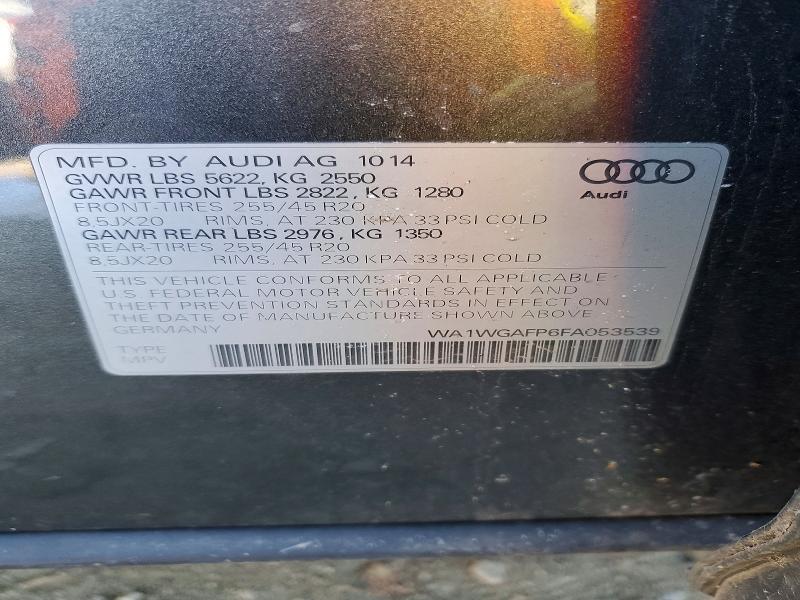 MFD. BY AUDI AG 10 14
GVWR LBS 5622, KG 2550
GAWR FRONT LBS 2822, KG 1280
FRONT-TIRES 255/45 R20
8,5JX20 RIMS, AT 230 KPA 33 PSI COLD
GAWR REAR LBS 2976, KG 1350
REAR-TIRES 255/45 R20
8,5JX20 RIMS, AT 230 KPA 33 PSI COLD
Audi
THIS VEHICLE CONFORMS TO ALL APPLICABLE
U.S. FEDERAL MOTOR VEHICLE SAFETY AND
THEFT PREVENTION STANDARDS IN EFFECT ON
THE DATE OF MANUFACTURE SHOWN ABOVE
GERMANY WA1WGAFP6FA053539
TYPE
MPV